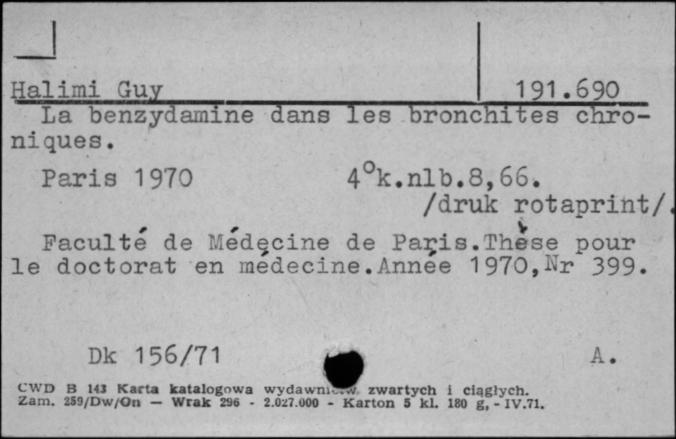 Halimi Guy 191.690
La benzydamine dans les bronchites chro-
niques.
Paris 1970 4°k.nlb.8,66.
/druk rotaprint/.
Faculté de Médecine de Paris.Thèse pour
le doctorat en médecine.Année 1970,Nr 399.
Dk 156/71 A.
CWD B 143 Karta katalogowa zwartych i ciągłych.
Zam. 259/Dw/On — Wrak 296 - 2.027.000 - Karton 5 kl. 180 g, - IV.71.